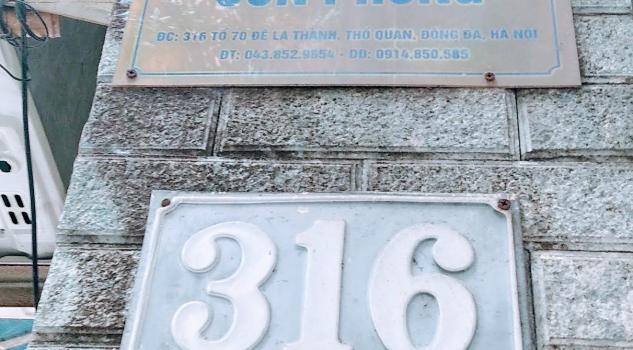 ĐC: 316 TỔ 70 ĐÊ LA THÀNH, THỔ QUAN, ĐỐNG ĐA, HÀ NỘI
ĐT: 043.852.9654 - DĐ: 0914.850.585
316